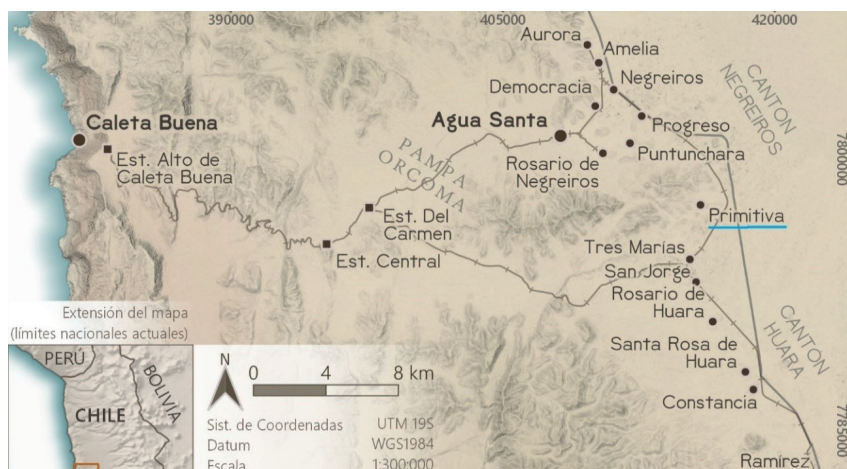 390000
405000
420000
Aurora
Amelia
Democracia
Negreiros
CANTON
NEGREIROS
Caleta Buena
Agua Santa
Progreso
Est. Alto de
Caleta Buena
PAMPA
ORCOMA
Rosario de
Negreiros
Puntunchara
7800000
Est. Del
Carmen
Primitiva
Est. Central
Tres Marías
San Jorge
Rosario de
Huara
CANTON
HUARA
Extensión del mapa
(límites nacionales actuales)
Santa Rosa de
Huara
PERÚ
BOLIVIA
CHILE
N
0 4 8 km
Constancia
Sist. de Coordenadas UTM 19S
Datum WGS1984
Escala 1:300:000
7785000
Ramírez